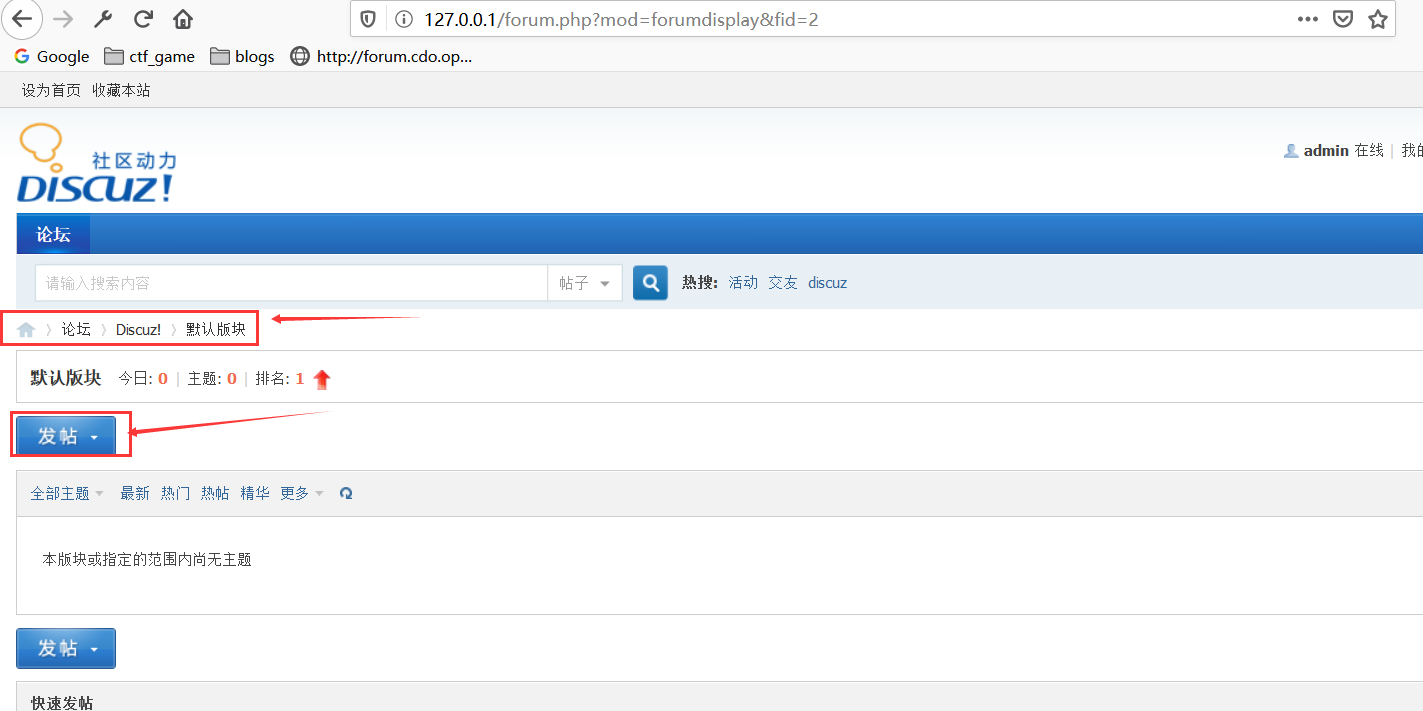 127.0.0.1/forum.php?mod=forumdisplay&fid=2
Google ctf_game blogs http://forum.cdo.op...
设为首页 收藏本站
社区动力
DISCUZ!
admin 在线 | 我的
论坛
请输入搜索内容 帖子 热搜: 活动 交友 discuz
论坛 〉 Discuz! 〉 默认版块
默认版块 今日: 0 | 主题: 0 | 排名: 1
发帖
全部主题 最新 热门 热帖 精华 更多
本版块或指定的范围内尚无主题
发帖
快速发帖